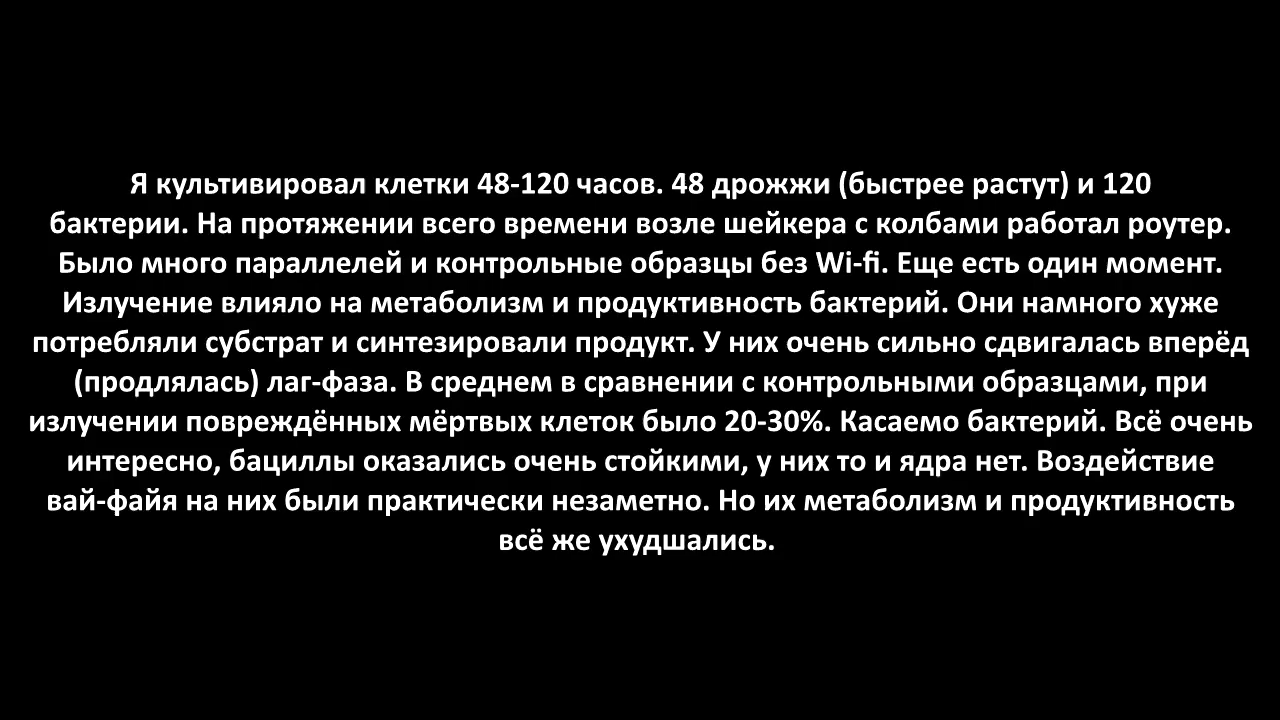 Я культивировал клетки 48-120 часов. 48 дрожжи (быстрее растут) и 120
бактерии. На протяжении всего времени возле шейкера с колбами работал роутер.
Было много параллелей и контрольные образцы без Wi-fi. Еще есть один момент.
Излучение влияло на метаболизм и продуктивность бактерий. Они намного хуже
потребляли субстрат и синтезировали продукт. У них очень сильно сдвигалась вперёд
(продлялась) лаг-фаза. В среднем в сравнении с контрольными образцами, при
излучении повреждённых мёртвых клеток было 20-30%. Касаемо бактерий. Всё очень
интересно, бациллы оказались очень стойкими, у них то и ядра нет. Воздействие
вай-файя на них были практически незаметно. Но их метаболизм и продуктивность
всё же ухудшались.